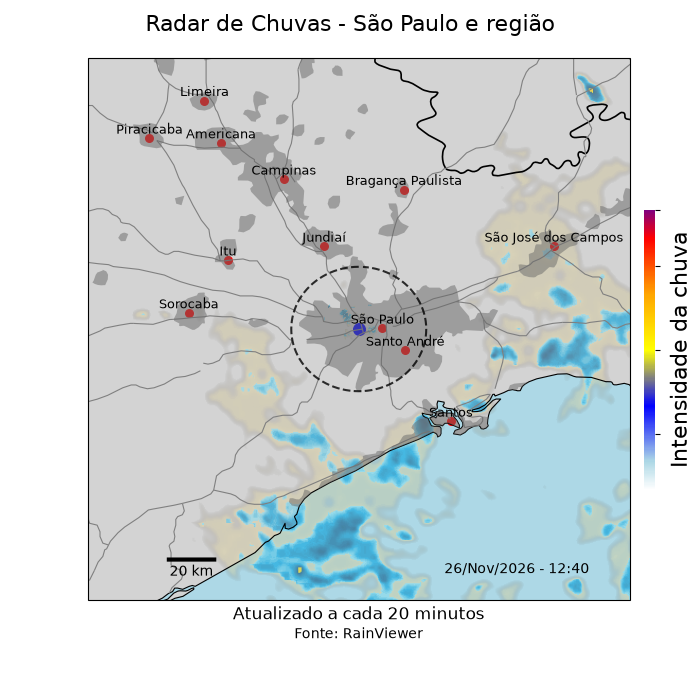 Radar de Chuvas - São Paulo e região
Limeira
Piracicaba
Americana
Campinas
Bragança Paulista
Jundiaí
São José dos Campos
Itu
Sorocaba
São Paulo
Santo André
Santos
20 km
26/Nov/2026 - 12:40
Intensidade da chuva
Atualizado a cada 20 minutos
Fonte: RainViewer